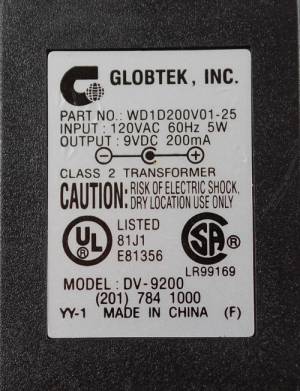 GLOBTEK, INC.
PART NO.: WD1D200V01-25
INPUT : 120VAC 60Hz 5W
OUTPUT : 9VDC 200mA
CLASS 2 TRANSFORMER
CAUTION: RISK OF ELECTRIC SHOCK,
DRY LOCATION USE ONLY
UL
LISTED
81J1
E81356
SA
LR99169
MODEL : DV-9200
(201) 784 1000
YY-1 MADE IN CHINA (F)